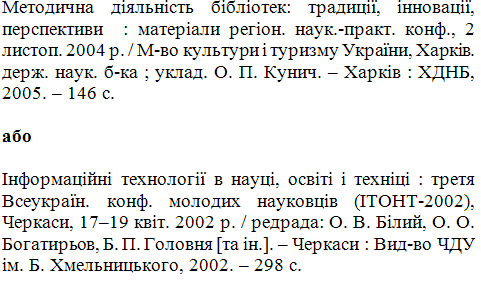 Методична діяльність бібліотек: традиції, інновації,
перспективи : матеріали регіон. наук.-практ. конф., 2
листоп. 2004 р. / М-во культури і туризму України, Харків.
держ. наук. б-ка ; уклад. О. П. Кунич. – Харків : ХДНБ,
2005. – 146 с.
або
Інформаційні технології в науці, освіті і техніці : третя
Всеукраїн. конф. молодих науковців (ІТОНТ-2002),
Черкаси, 17–19 квіт. 2002 р. / редрада: О. В. Білий, О. О.
Богатирьов, Б. П. Головня [та ін.]. – Черкаси : Вид-во ЧДУ
ім. Б. Хмельницького, 2002. – 298 с.